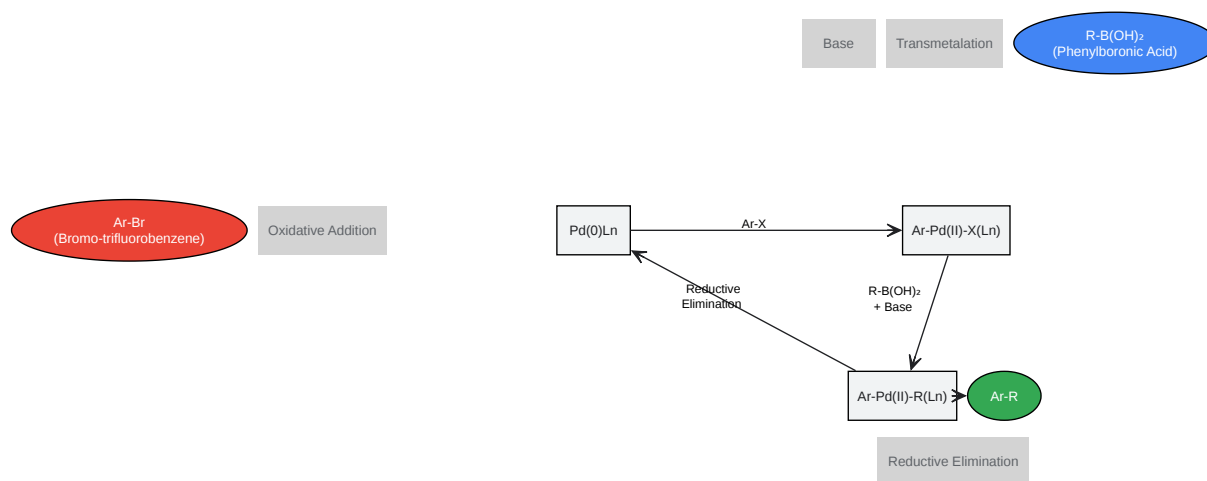 Base
Transmetalation
R-B(OH)₂
(Phenylboronic Acid)
Ar-Br
(Bromo-trifluorobenzene)
Oxidative Addition
Pd(0)Ln
Ar-X
Ar-Pd(II)-X(Ln)
Reductive
Elimination
R-B(OH)₂
+ Base
Ar-Pd(II)-R(Ln)
Ar-R
Reductive Elimination